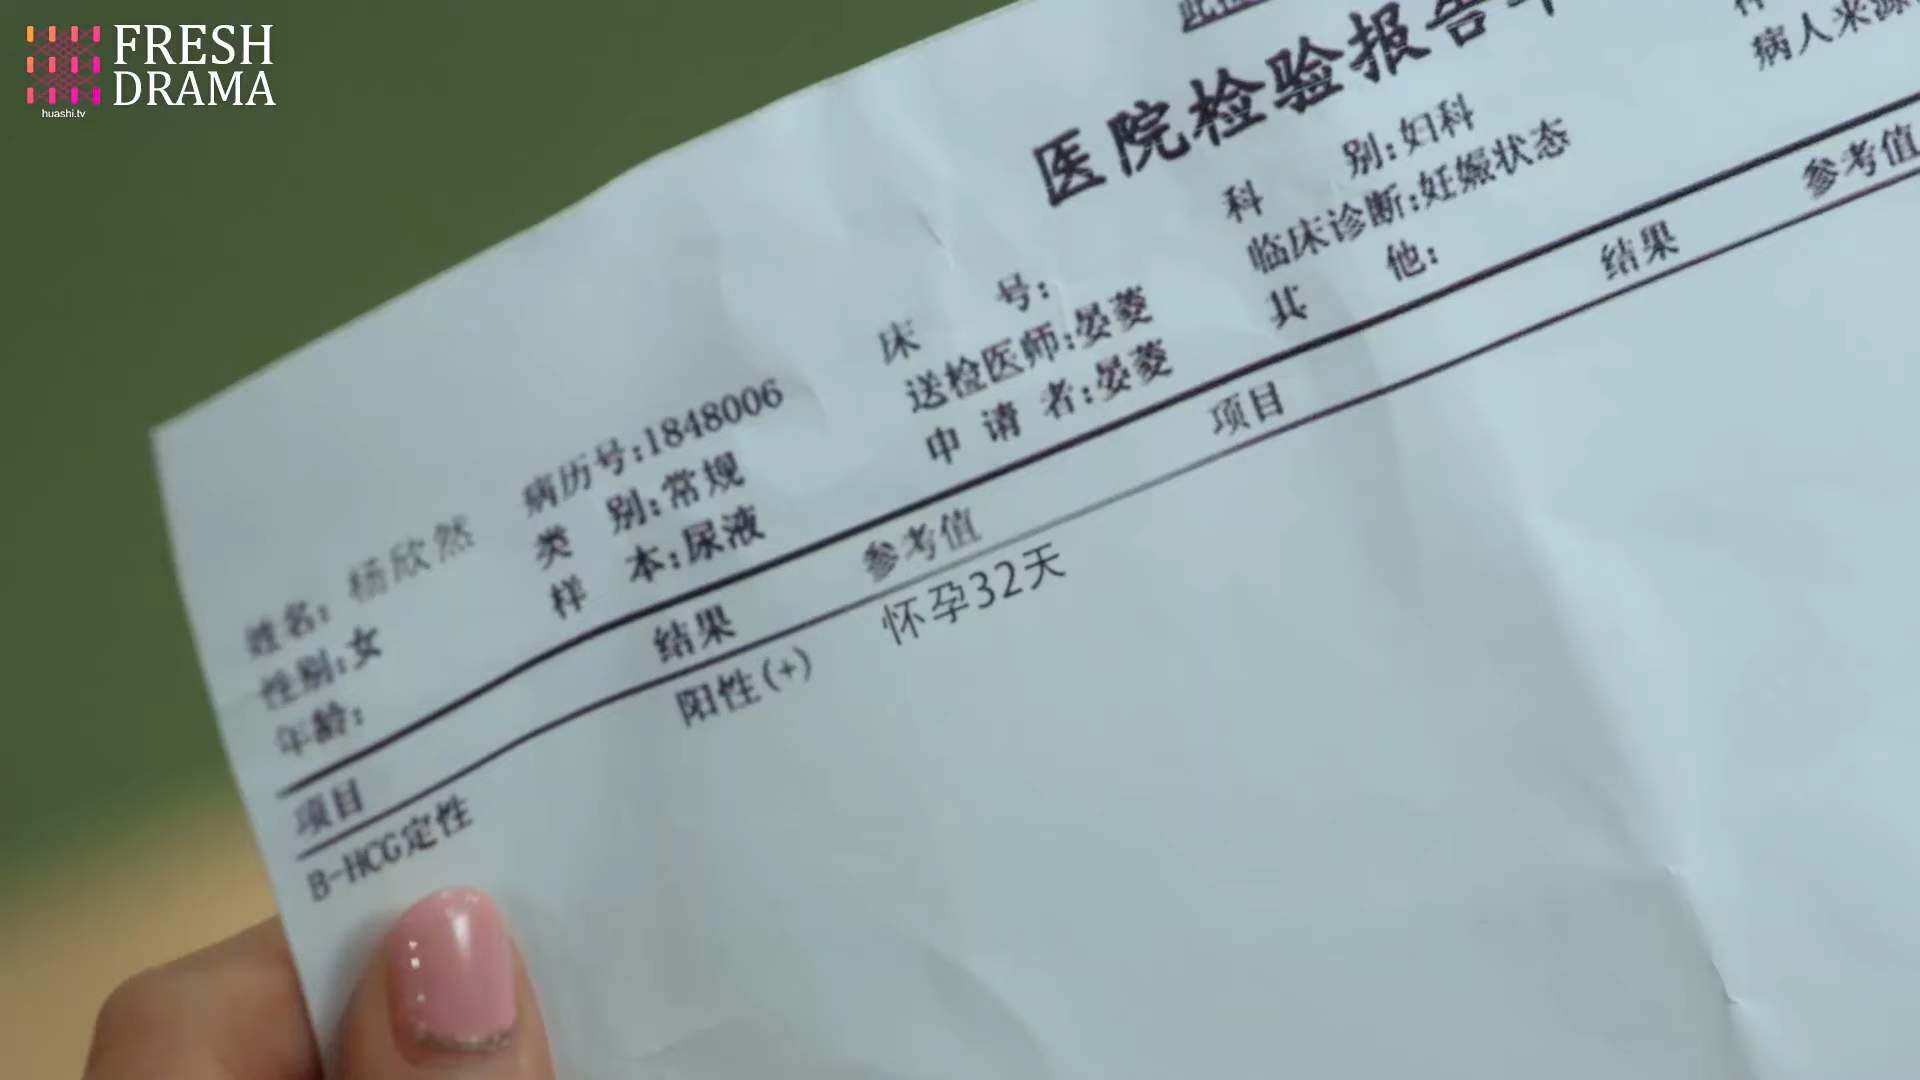 FRESH
DRAMA
huashi.tv
医院检验报告
姓名: 杨欣然
病历号:1848006
床 号:
科 别:妇科
病人来源
性别:女
类 别:常规
送检医师:晏菱
临床诊断:妊娠状态
年龄:
样 本:尿液
申 请 者:晏菱
其 他:
项目 结果 参考值 项目 结果 参考值
B-HCG定性 阳性(+) 怀孕32天